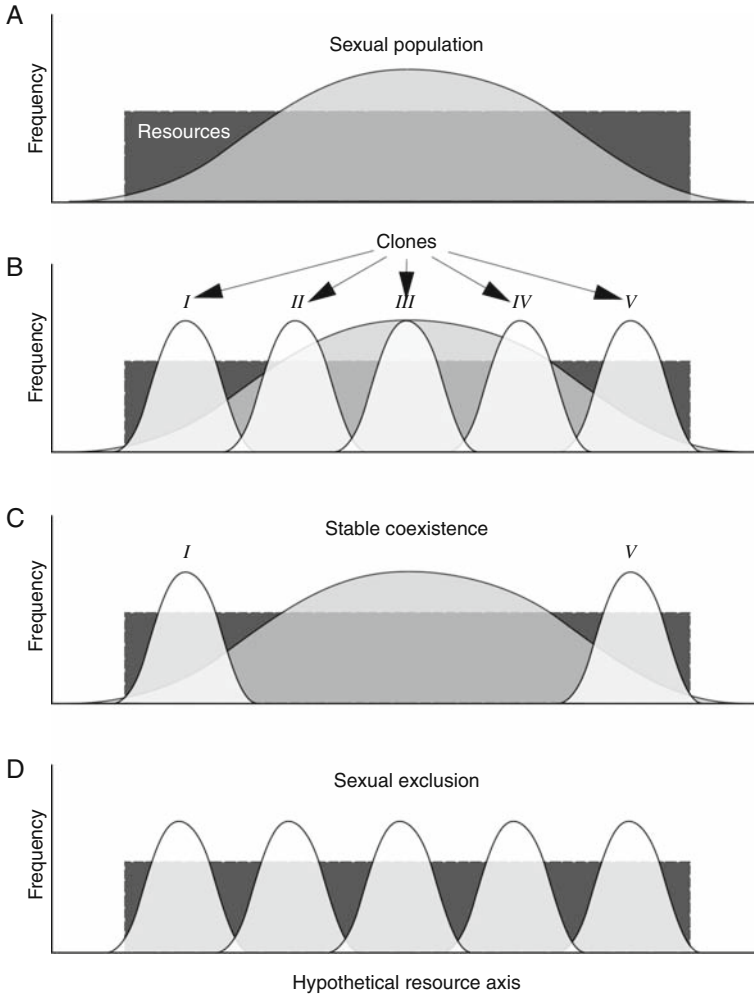 A
Sexual population
Frequency
Resources
Clones
B
I II III IV V
Frequency
C
Stable coexistence
I V
Frequency
D
Sexual exclusion
Frequency
Hypothetical resource axis